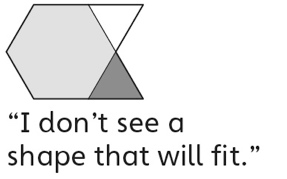 “I don’t see a
shape that will fit.”